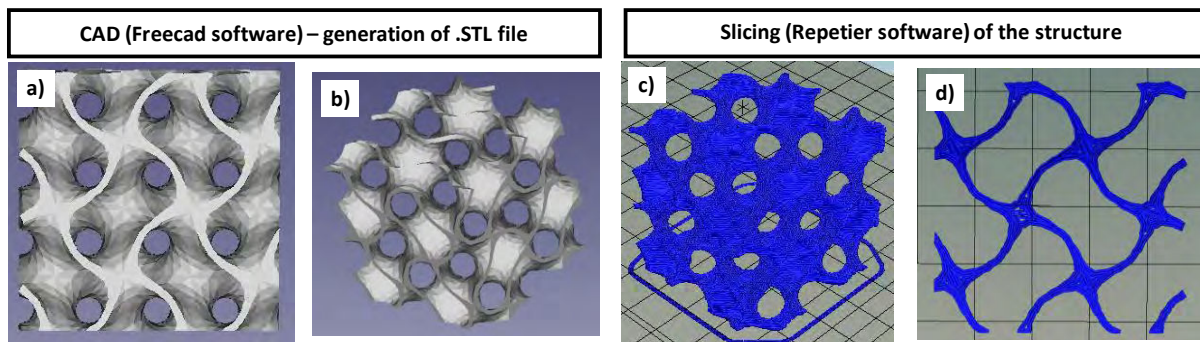 CAD (Freecad software) – generation of .STL file
Slicing (Repetier software) of the structure
a)
b)
c)
d)